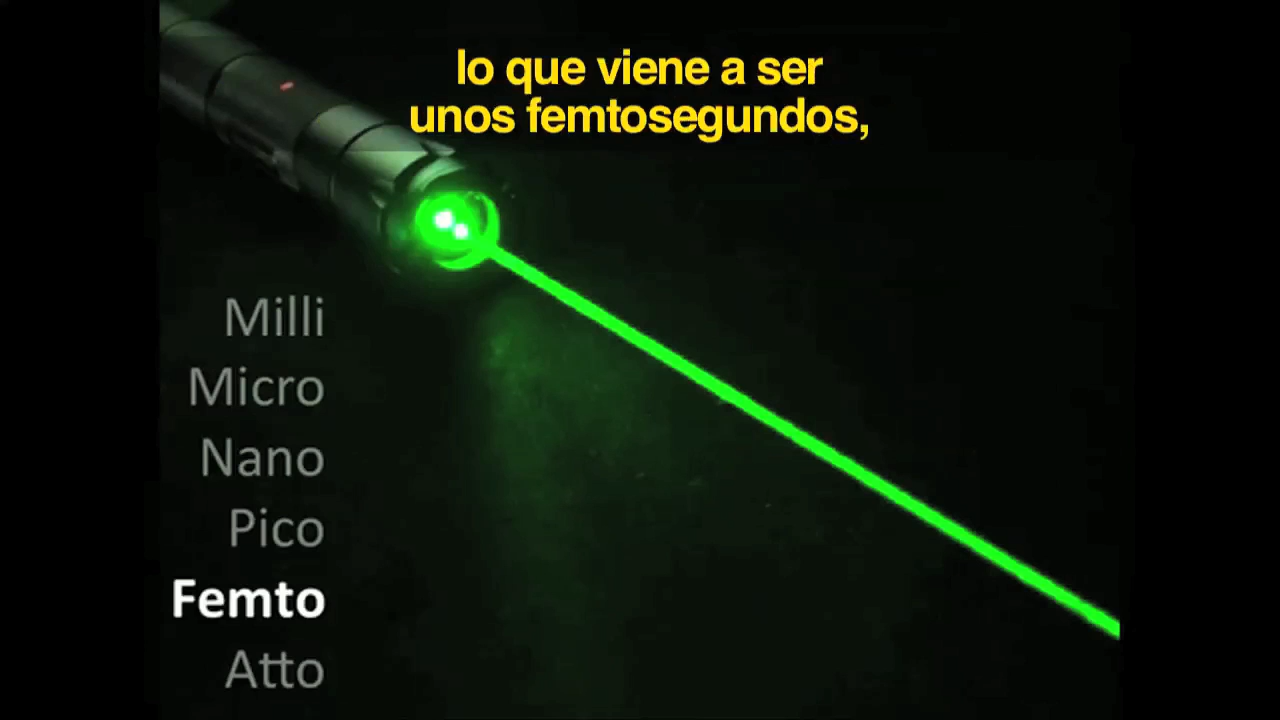 lo que viene a ser
unos femtosegundos,
Milli
Micro
Nano
Pico
Femto
Atto